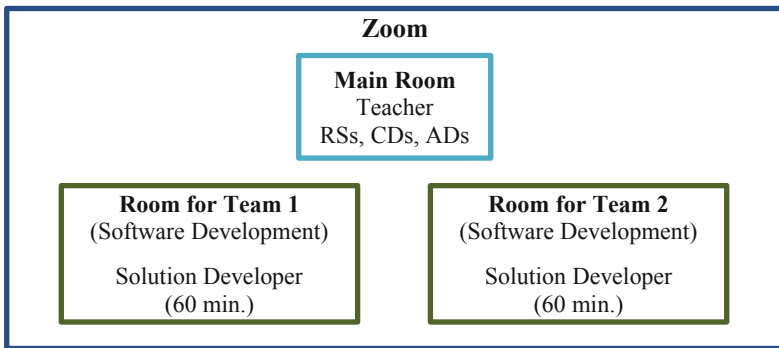 Zoom
Main Room
Teacher
RSs, CDs, ADs
Room for Team 1
(Software Development)
Solution Developer
(60 min.)
Room for Team 2
(Software Development)
Solution Developer
(60 min.)